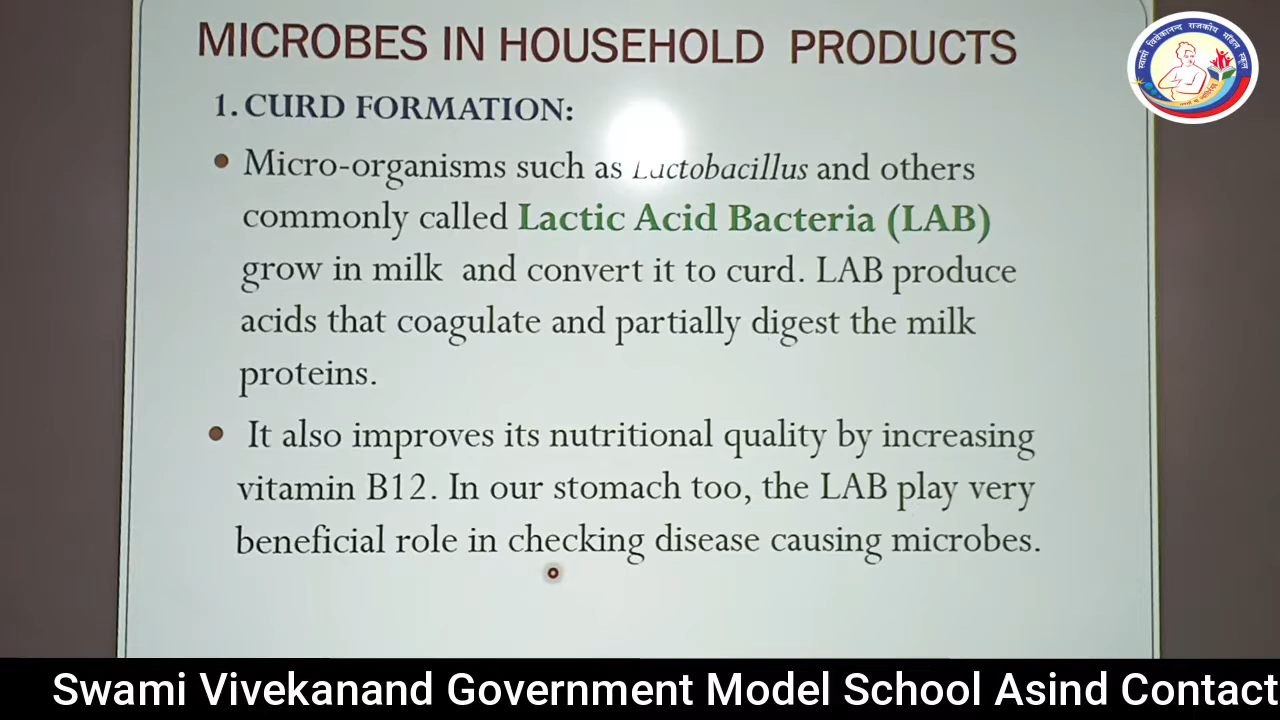 MICROBES IN HOUSEHOLD PRODUCTS
1. CURD FORMATION:
Micro-organisms such as Lactobacillus and others
commonly called Lactic Acid Bacteria (LAB)
grow in milk and convert it to curd. LAB produce
acids that coagulate and partially digest the milk
proteins.
It also improves its nutritional quality by increasing
vitamin B12. In our stomach too, the LAB play very
beneficial role in checking disease causing microbes.
स्वामी विवेकानन्द राजकीय मॉडल स्कूल
Swami Vivekanand Government Model School Asind Contact